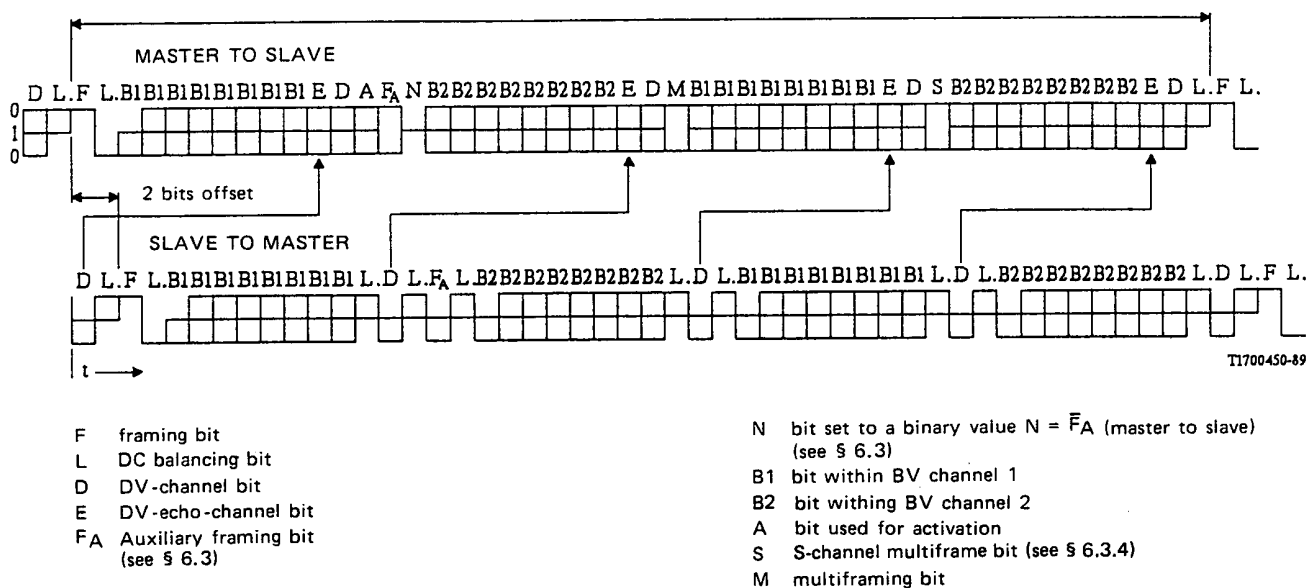 MASTER TO SLAVE
D L.F L.B1B1B1B1B1B1B1B1 E D A FA N B2B2B2B2B2B2B2B2 E D M B1B1B1B1B1B1B1B1 E D S B2B2B2B2B2B2B2B2 E D L.F L.
0
1
0
2 bits offset
SLAVE TO MASTER
D L.F L.B1B1B1B1B1B1B1B1 L.D L.FA L.B2B2B2B2B2B2B2B2 L.D L.B1B1B1B1B1B1B1B1 L.D L.B2B2B2B2B2B2B2B2 L.D L.F L.
t
T1700450-89
F framing bit
L DC balancing bit
D DV-channel bit
E DV-echo-channel bit
FA Auxiliary framing bit
(see § 6.3)
N bit set to a binary value N = F̅A (master to slave)
(see § 6.3)
B1 bit within BV channel 1
B2 bit withing BV channel 2
A bit used for activation
S S-channel multiframe bit (see § 6.3.4)
M multiframing bit